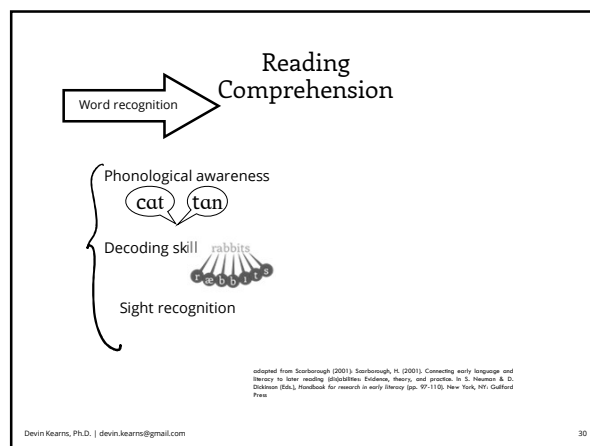 Reading
Comprehension
Word recognition
Phonological awareness
cat tan
Decoding skill rabbits
r æ b b i t s
Sight recognition
adapted from Scarborough (2001): Scarborough, H. (2001). Connecting early language and
literacy to later reading (dis)abilities: Evidence, theory, and practice. In S. Neuman & D.
Dickinson (Eds.), Handbook for research in early literacy (pp. 97-110). New York, NY: Guilford
Press
Devin Kearns, Ph.D. | devin.kearns@gmail.com 30